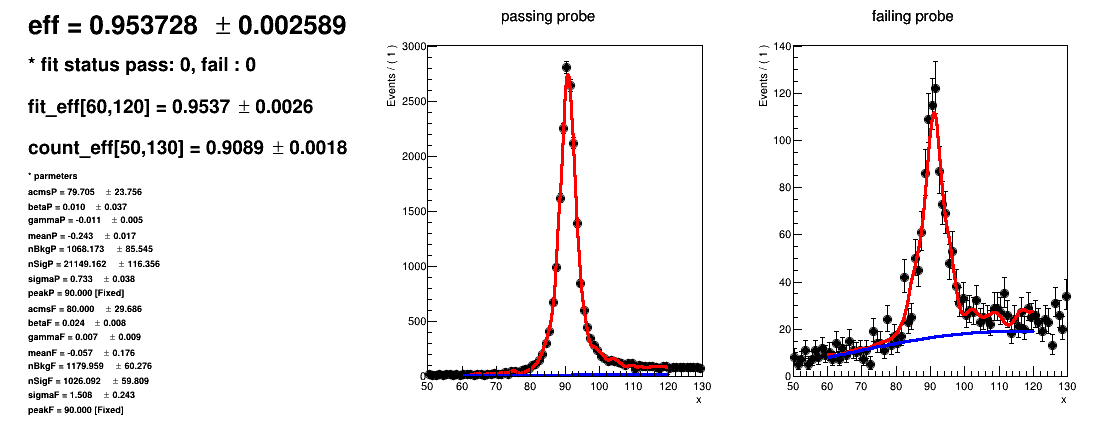 eff = 0.953728 ± 0.002589
* fit status pass: 0, fail : 0
fit_eff[60,120] = 0.9537 ± 0.0026
count_eff[50,130] = 0.9089 ± 0.0018
* parmeters
acmsP = 79.705 ± 23.756
betaP = 0.010 ± 0.037
gammaP = -0.011 ± 0.005
meanP = -0.243 ± 0.017
nBkgP = 1068.173 ± 85.545
nSigP = 21149.162 ± 116.356
sigmaP = 0.733 ± 0.038
peakP = 90.000 [Fixed]
acmsF = 80.000 ± 29.686
betaF = 0.024 ± 0.008
gammaF = 0.007 ± 0.009
meanF = -0.057 ± 0.176
nBkgF = 1179.959 ± 60.276
nSigF = 1026.092 ± 59.809
sigmaF = 1.508 ± 0.243
peakF = 90.000 [Fixed]
passing probe
Events / ( 1 )
3000
2500
2000
1500
1000
500
0
50 60 70 80 90 100 110 120 130
x
failing probe
Events / ( 1 )
140
120
100
80
60
40
20
0
50 60 70 80 90 100 110 120 130
x